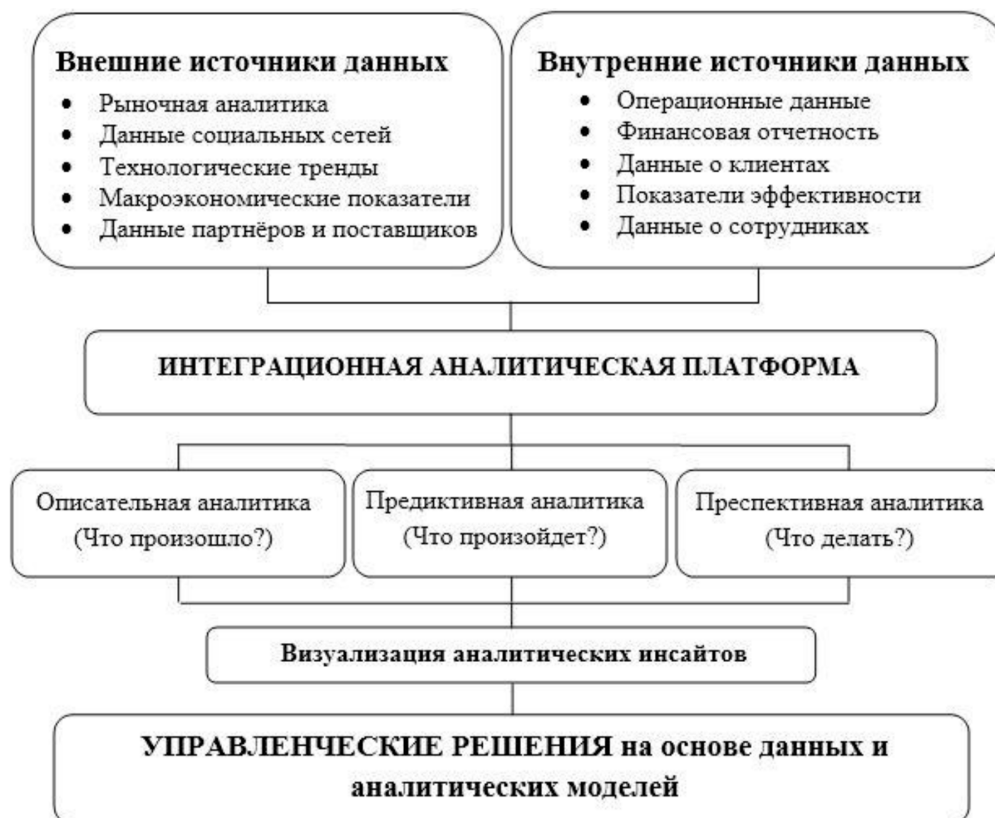 Внешние источники данных
• Рыночная аналитика
• Данные социальных сетей
• Технологические тренды
• Макроэкономические показатели
• Данные партнёров и поставщиков
Внутренние источники данных
• Операционные данные
• Финансовая отчетность
• Данные о клиентах
• Показатели эффективности
• Данные о сотрудниках
ИНТЕГРАЦИОННАЯ АНАЛИТИЧЕСКАЯ ПЛАТФОРМА
Описательная аналитика
(Что произошло?)
Предиктивная аналитика
(Что произойдет?)
Преспективная аналитика
(Что делать?)
Визуализация аналитических инсайтов
УПРАВЛЕНЧЕСКИЕ РЕШЕНИЯ на основе данных и
аналитических моделей